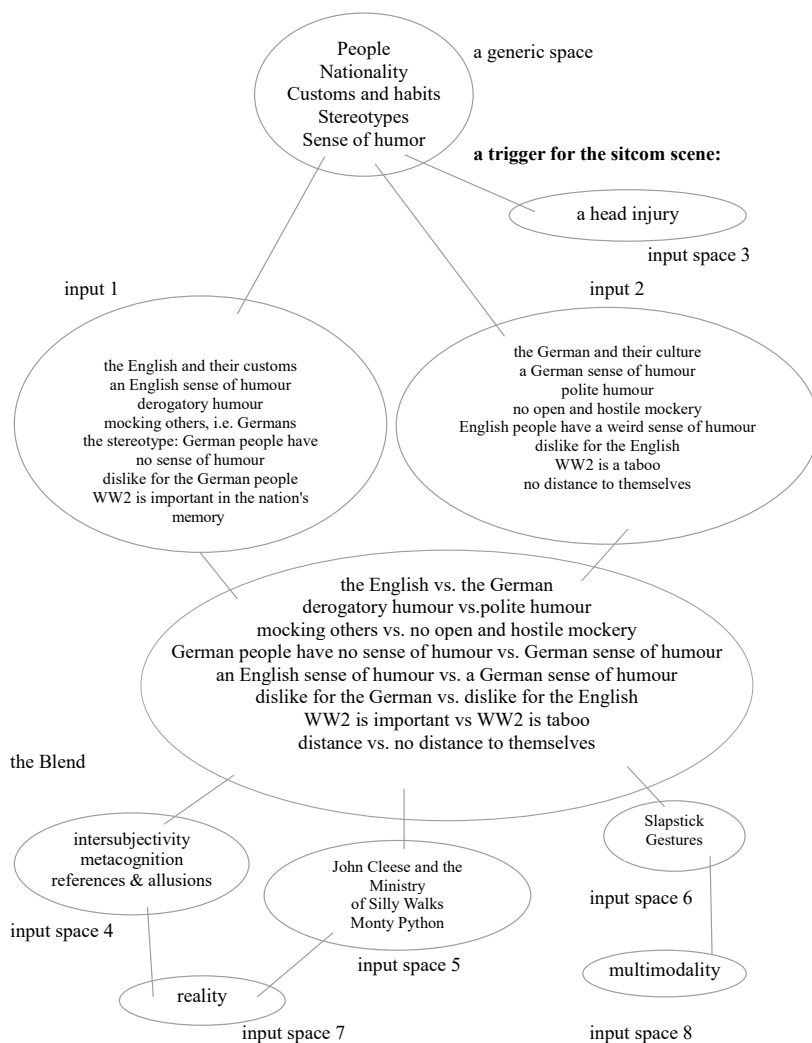 People
Nationality
Customs and habits
Stereotypes
Sense of humor
a generic space
a trigger for the sitcom scene:
a head injury
input space 3
input 1
input 2
the English and their customs
an English sense of humour
derogatory humour
mocking others, i.e. Germans
the stereotype: German people have
no sense of humour
dislike for the German people
WW2 is important in the nation's
memory
the German and their culture
a German sense of humour
polite humour
no open and hostile mockery
English people have a weird sense of humour
dislike for the English
WW2 is a taboo
no distance to themselves
the English vs. the German
derogatory humour vs.polite humour
mocking others vs. no open and hostile mockery
German people have no sense of humour vs. German sense of humour
an English sense of humour vs. a German sense of humour
dislike for the German vs. dislike for the English
WW2 is important vs WW2 is taboo
distance vs. no distance to themselves
the Blend
intersubjectivity
metacognition
references & allusions
input space 4
John Cleese and the
Ministry
of Silly Walks
Monty Python
input space 5
Slapstick
Gestures
input space 6
reality
input space 7
multimodality
input space 8